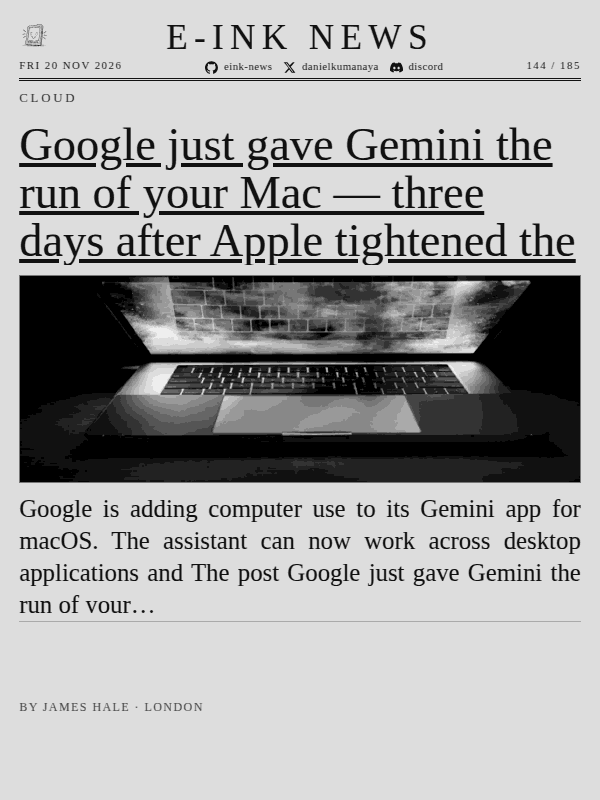 E-INK NEWS
FRI 20 NOV 2026
eink-news danielkumanaya discord
144 / 185
CLOUD
Google just gave Gemini the
run of your Mac — three
days after Apple tightened the
Google is adding computer use to its Gemini app for
macOS. The assistant can now work across desktop
applications and The post Google just gave Gemini the
run of your…
BY JAMES HALE · LONDON